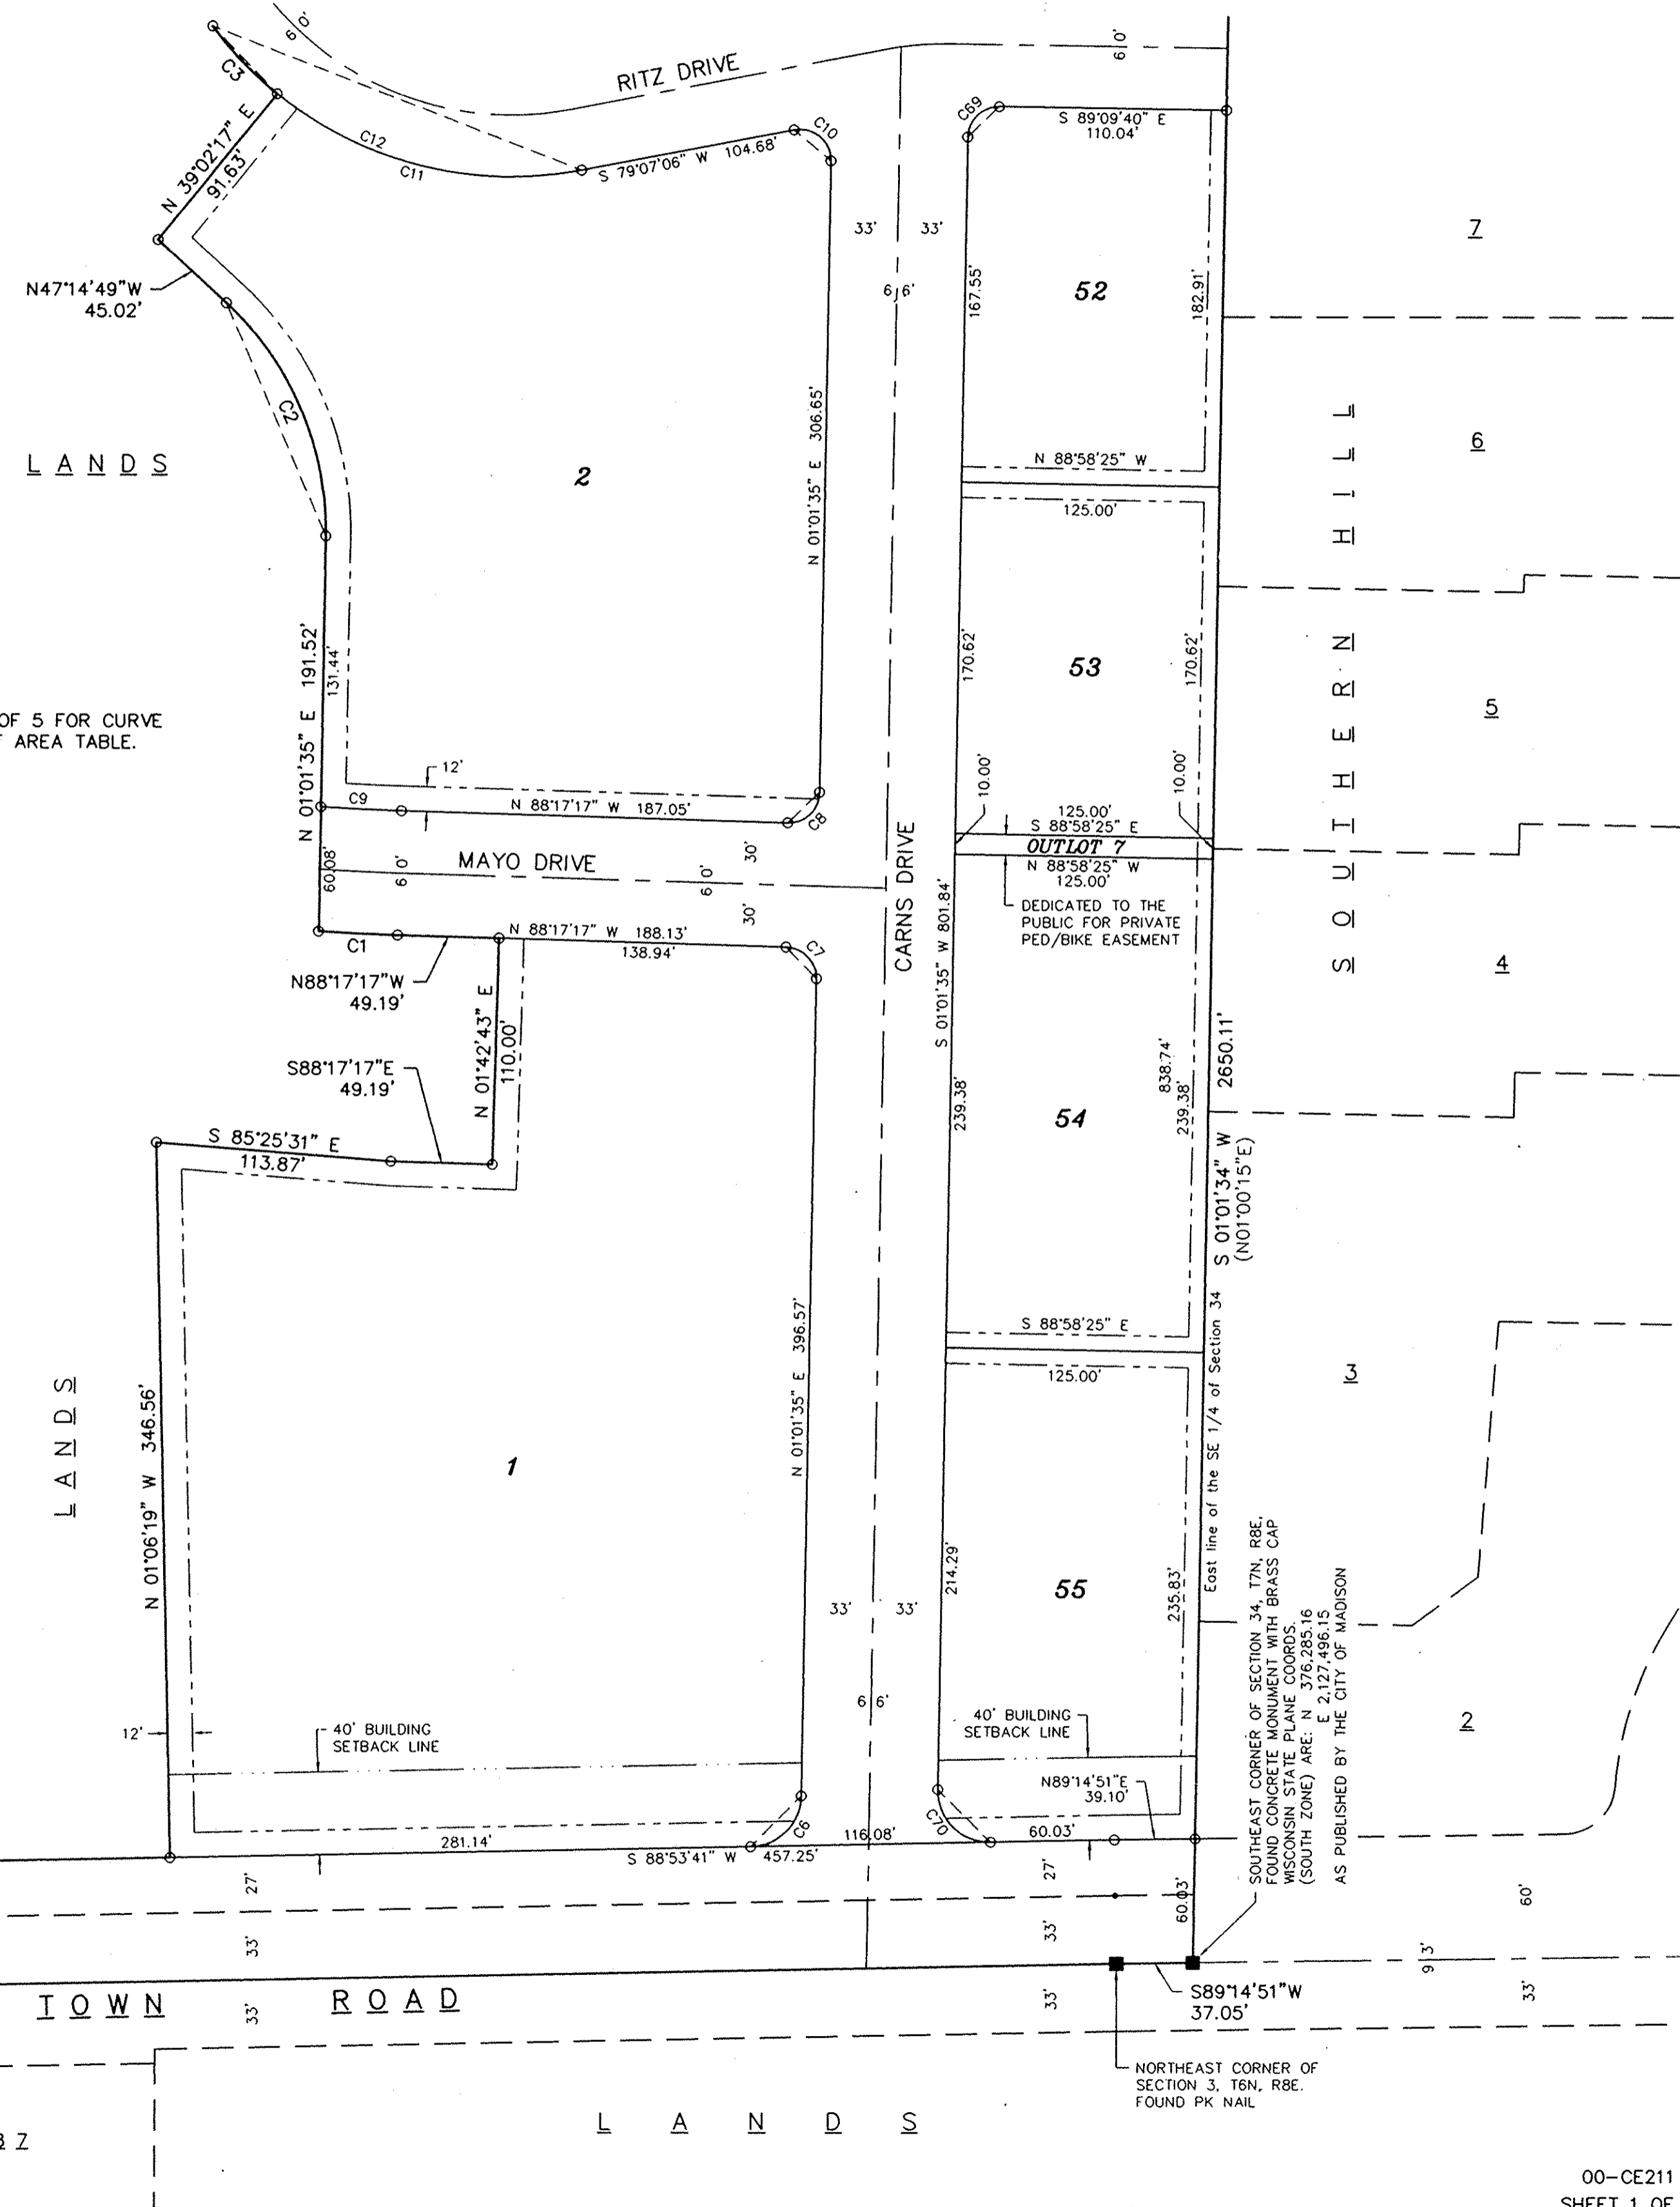 C3
6 0'
RITZ DRIVE
6 0'
N 39°02'17" E
91.63'
C12
C11
S 79°07'06" W 104.68'
C10
C69
S 89°09'40" E
110.04'
33'
33'
6 6'
7
N47°14'49"W
45.02'
167.55'
52
182.91'
C2
N 01°01'35" E 306.65'
LANDS
2
N 88°58'25" W
125.00'
6
SOUTHERN HILL
N 01°01'35" E 191.52'
131.44'
170.62'
53
170.62'
5
OF 5 FOR CURVE
AREA TABLE.
12'
C9
N 88°17'17" W 187.05'
C8
10.00'
10.00'
125.00'
S 88°58'25" E
OUTLOT 7
N 88°58'25" W
125.00'
60.08'
6 0'
MAYO DRIVE
6 0'
30'
30'
CARNS DRIVE
S 01°01'35" W 801.84'
DEDICATED TO THE
PUBLIC FOR PRIVATE
PED/BIKE EASEMENT
C1
N 88°17'17" W 188.13'
138.94'
C7
4
N88°17'17"W
49.19'
N 01°42'43" E
110.00'
S88°17'17"E
49.19'
239.38'
54
838.74'
239.38'
S 01°01'34" W 2650.11'
(N01°00'15"E)
S 85°25'31" E
113.87'
S 88°58'25" E
125.00'
East line of the SE 1/4 of Section 34
3
LANDS
N 01°06'19" W 346.56'
1
N 01°01'35" E 396.57'
214.29'
55
235.83'
33'
33'
6 6'
SOUTHEAST CORNER OF SECTION 34, T7N, R8E,
FOUND CONCRETE MONUMENT WITH BRASS CAP
WISCONSIN STATE PLANE COORDS.
(SOUTH ZONE) ARE: N 376,285.16
E 2,127,496.15
AS PUBLISHED BY THE CITY OF MADISON
2
12'
40' BUILDING
SETBACK LINE
40' BUILDING
SETBACK LINE
N89°14'51"E
39.10'
C6
C70
281.14'
116.08'
60.03'
S 88°53'41" W 457.25'
27'
27'
60.03'
60'
33'
33'
9 3'
TOWN ROAD
33'
33'
S89°14'51"W
37.05'
33'
NORTHEAST CORNER OF
SECTION 3, T6N, R8E.
FOUND PK NAIL
LANDS
7
00-CE211
SHEET 1 OF